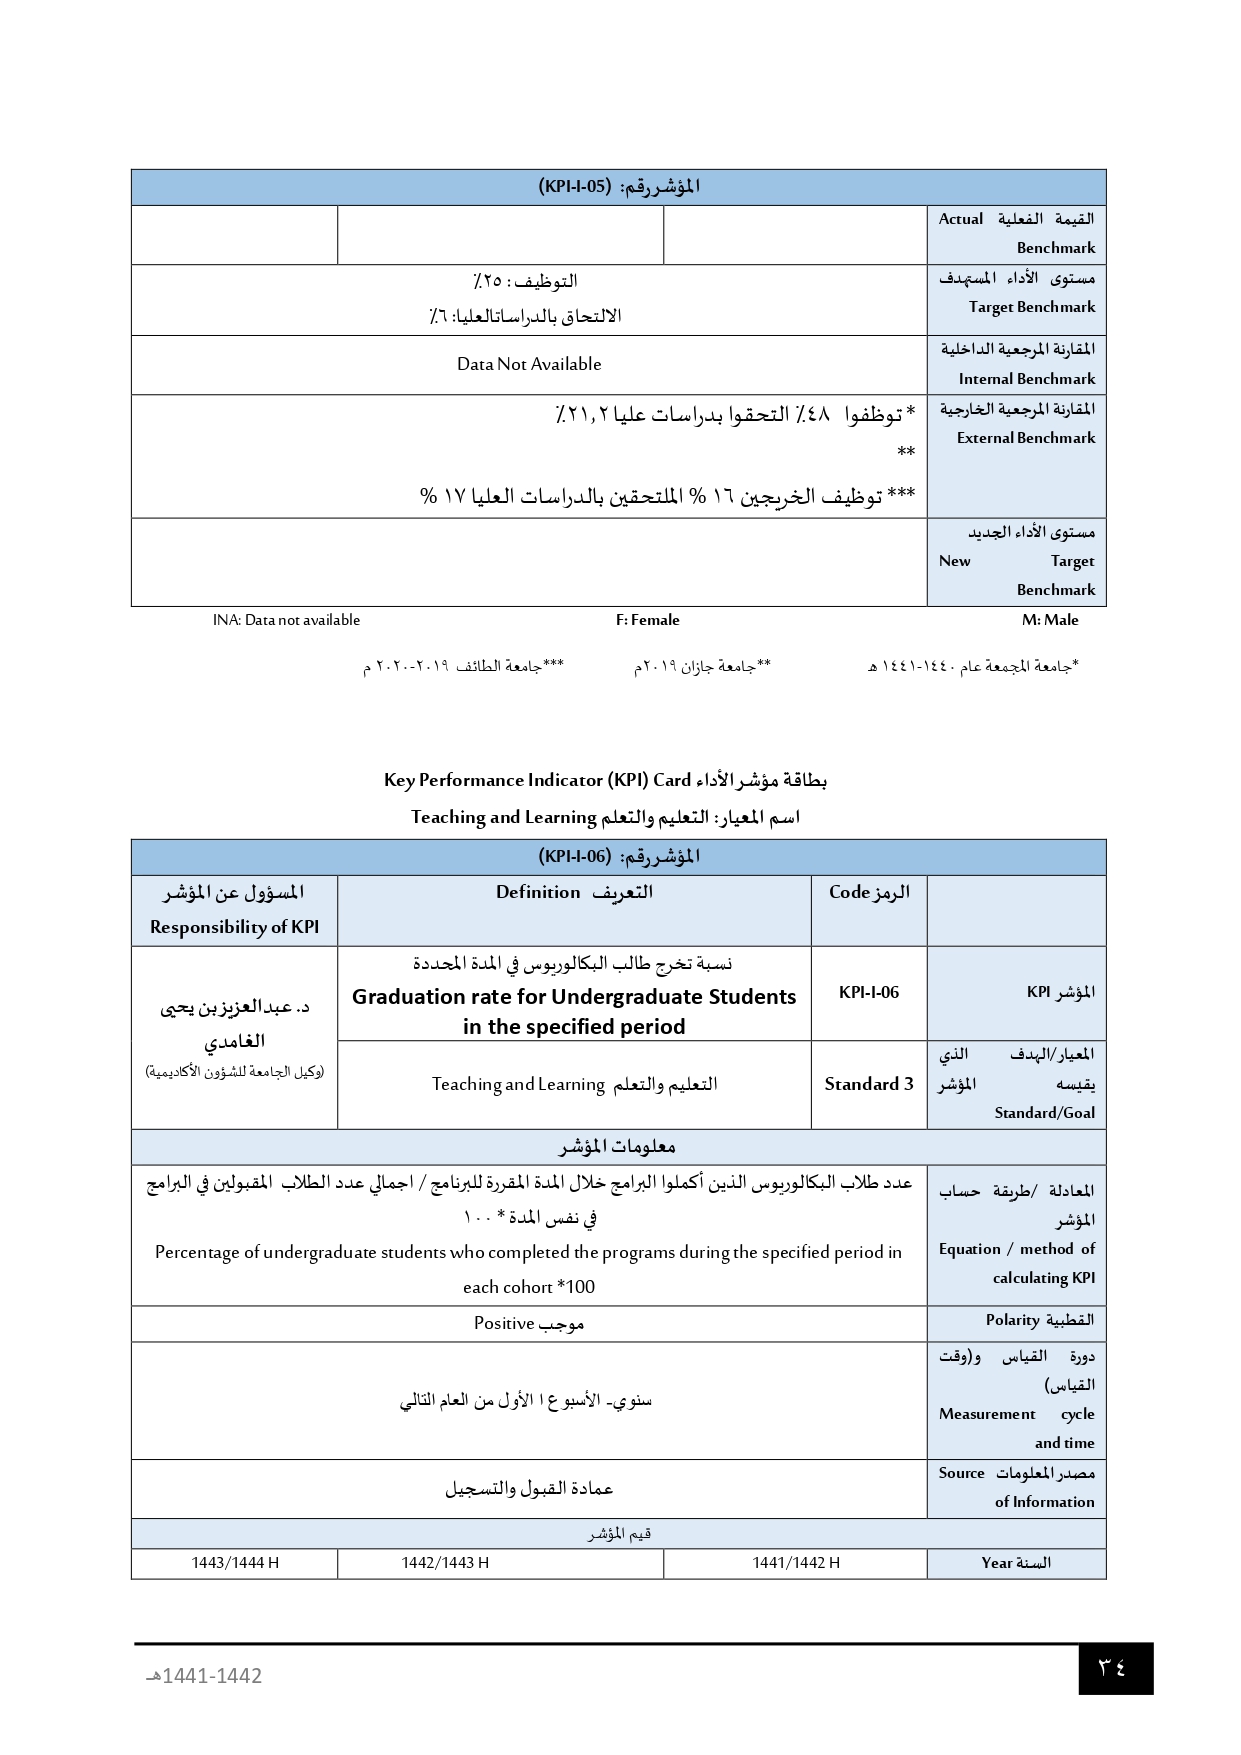 المؤشر رقم: (KPI-I-05)
القيمة الفعلية Actual
Benchmark
مستوى الأداء المستهدف
Target Benchmark
التوظيف : ٢٥٪
الالتحاق بالدراساتالعليا: ٦٪
المقارنة المرجعية الداخلية
Internal Benchmark
Data Not Available
المقارنة المرجعية الخارجية
External Benchmark
* توظفوا ٤٨٪ التحقوا بدراسات عليا ٢١,٢٪
**
*** توظيف الخريجين ١٦ % الملتحقين بالدراسات العليا ١٧ %
مستوى الأداء الجديد
New Target
Benchmark
M: Male F: Female INA: Data not available
*جامعة المجمعة عام ١٤٤٠-١٤٤١ هـ **جامعة جازان ٢٠١٩م ***جامعة الطائف ٢٠١٩-٢٠٢٠ م
بطاقة مؤشر الأداء Key Performance Indicator (KPI) Card
اسم المعيار: التعليم والتعلم Teaching and Learning
المؤشر رقم: (KPI-I-06)
الرمز Code
التعريف Definition
المسؤول عن المؤشر
Responsibility of KPI
المؤشر KPI
KPI-I-06
نسبة تخرج طالب البكالوريوس في المدة المحددة
Graduation rate for Undergraduate Students
in the specified period
د. عبدالعزيز بن يحيى
الغامدي
(وكيل الجامعة للشؤون الأكاديمية)
المعيار/الهدف الذي
يقيسه المؤشر
Standard/Goal
Standard 3
التعليم والتعلم Teaching and Learning
معلومات المؤشر
المعادلة /طريقة حساب
المؤشر
Equation / method of
calculating KPI
عدد طلاب البكالوريوس الذين أكملوا البرامج خلال المدة المقررة للبرنامج / اجمالي عدد الطلاب المقبولين في البرامج
في نفس المدة * ١٠٠
Percentage of undergraduate students who completed the programs during the specified period in
each cohort *100
القطبية Polarity
موجب Positive
دورة القياس و(وقت
القياس)
Measurement cycle
and time
سنوي- الأسبوع ا الأول من العام التالي
مصدر المعلومات Source
of Information
عمادة القبول والتسجيل
قيم المؤشر
السنة Year
1441/1442 H
1442/1443 H
1443/1444 H
٣٤
1441-1442هـ